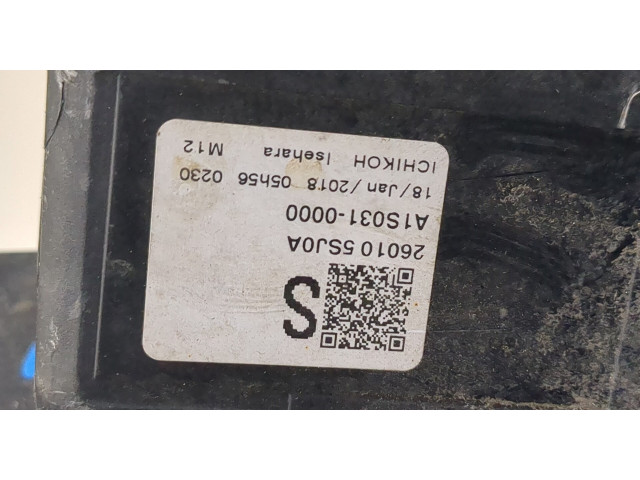 S
26010 5SJ0A
A1S031-0000
18/Jan/2018 05h56 0230
ICHIKOH Isehara M12